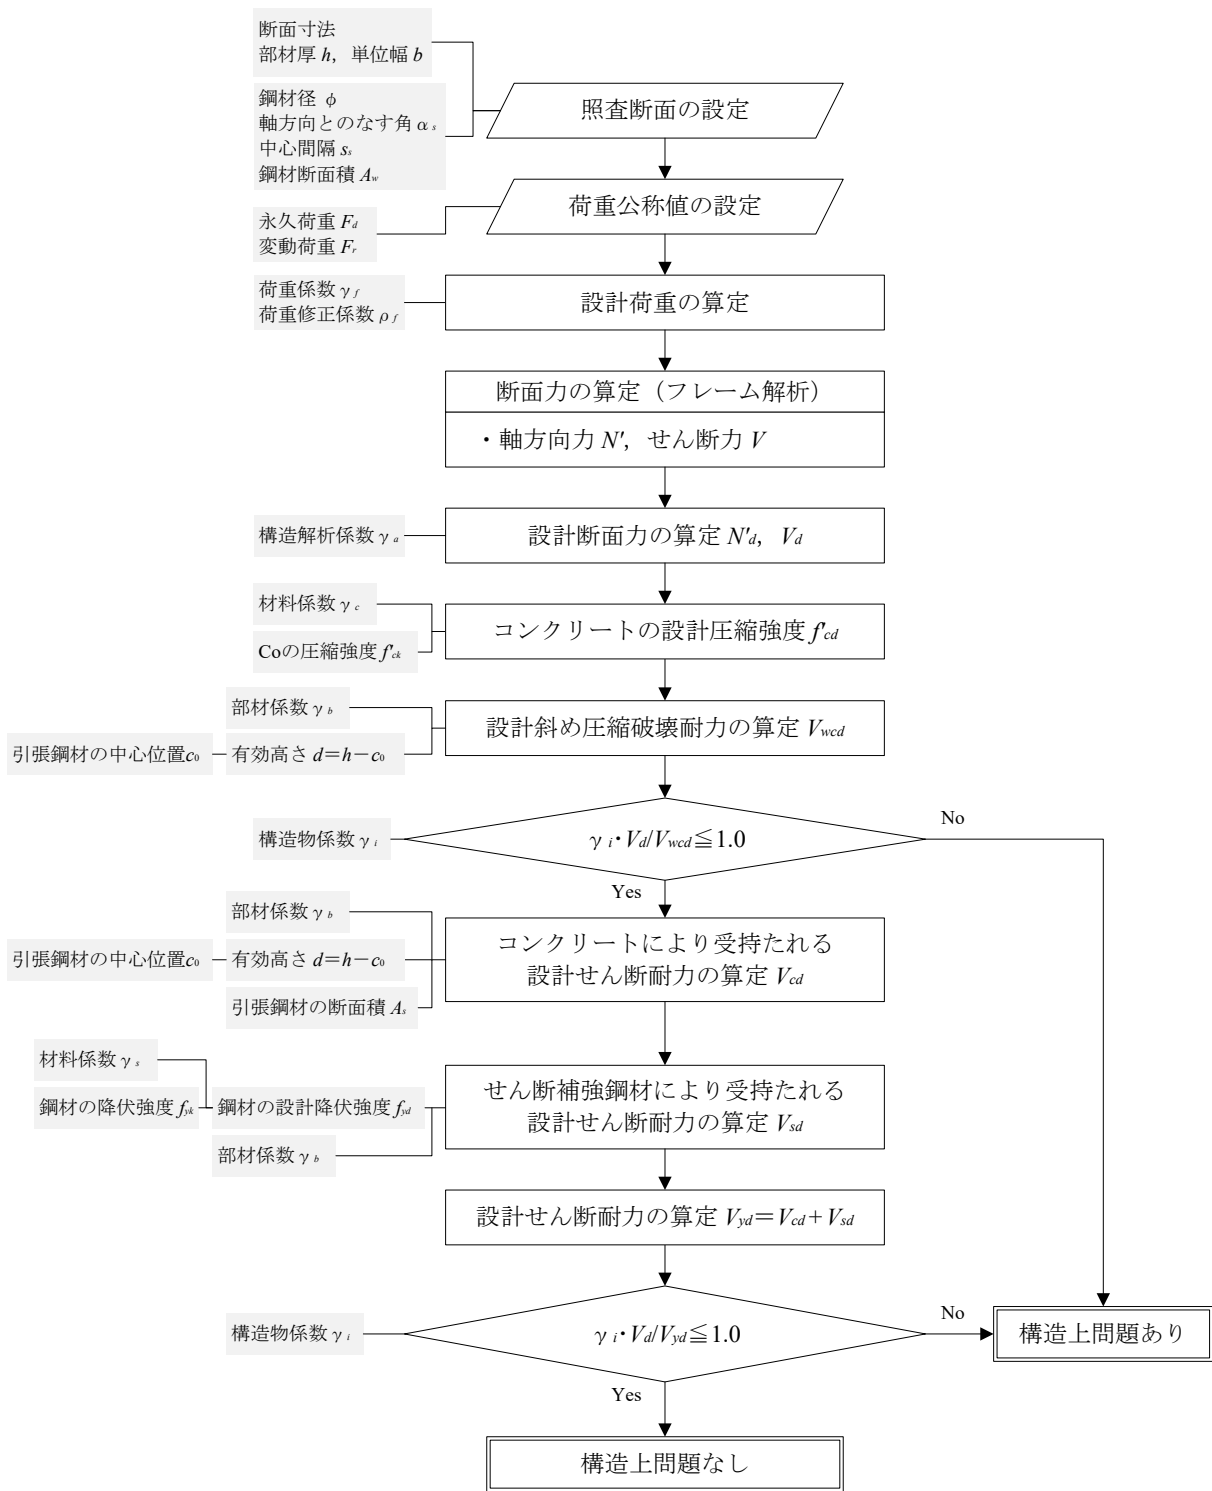 断面寸法
部材厚 h，単位幅 b
鋼材径 φ
軸方向とのなす角 αs
中心間隔 ss
鋼材断面積 Aw
照査断面の設定
荷重公称値の設定
永久荷重 Fd
変動荷重 Fr
荷重係数 γf
荷重修正係数 ρf
設計荷重の算定
断面力の算定（フレーム解析）
・軸方向力 N'，せん断力 V
構造解析係数 γa
設計断面力の算定 N'd，Vd
材料係数 γc
Coの圧縮強度 f'ck
コンクリートの設計圧縮強度 f'cd
部材係数 γb
引張鋼材の中心位置c0
有効高さ d＝h－c0
設計斜め圧縮破壊耐力の算定 Vwcd
構造物係数 γi
γi・Vd/Vwcd≦1.0
No
Yes
部材係数 γb
引張鋼材の中心位置c0
有効高さ d＝h－c0
引張鋼材の断面積 As
コンクリートにより受持たれる
設計せん断耐力の算定 Vcd
材料係数 γs
鋼材の降伏強度 fyk
鋼材の設計降伏強度 fyd
部材係数 γb
せん断補強鋼材により受持たれる
設計せん断耐力の算定 Vsd
設計せん断耐力の算定 Vyd＝Vcd＋Vsd
構造物係数 γi
γi・Vd/Vyd≦1.0
No
構造上問題あり
Yes
構造上問題なし